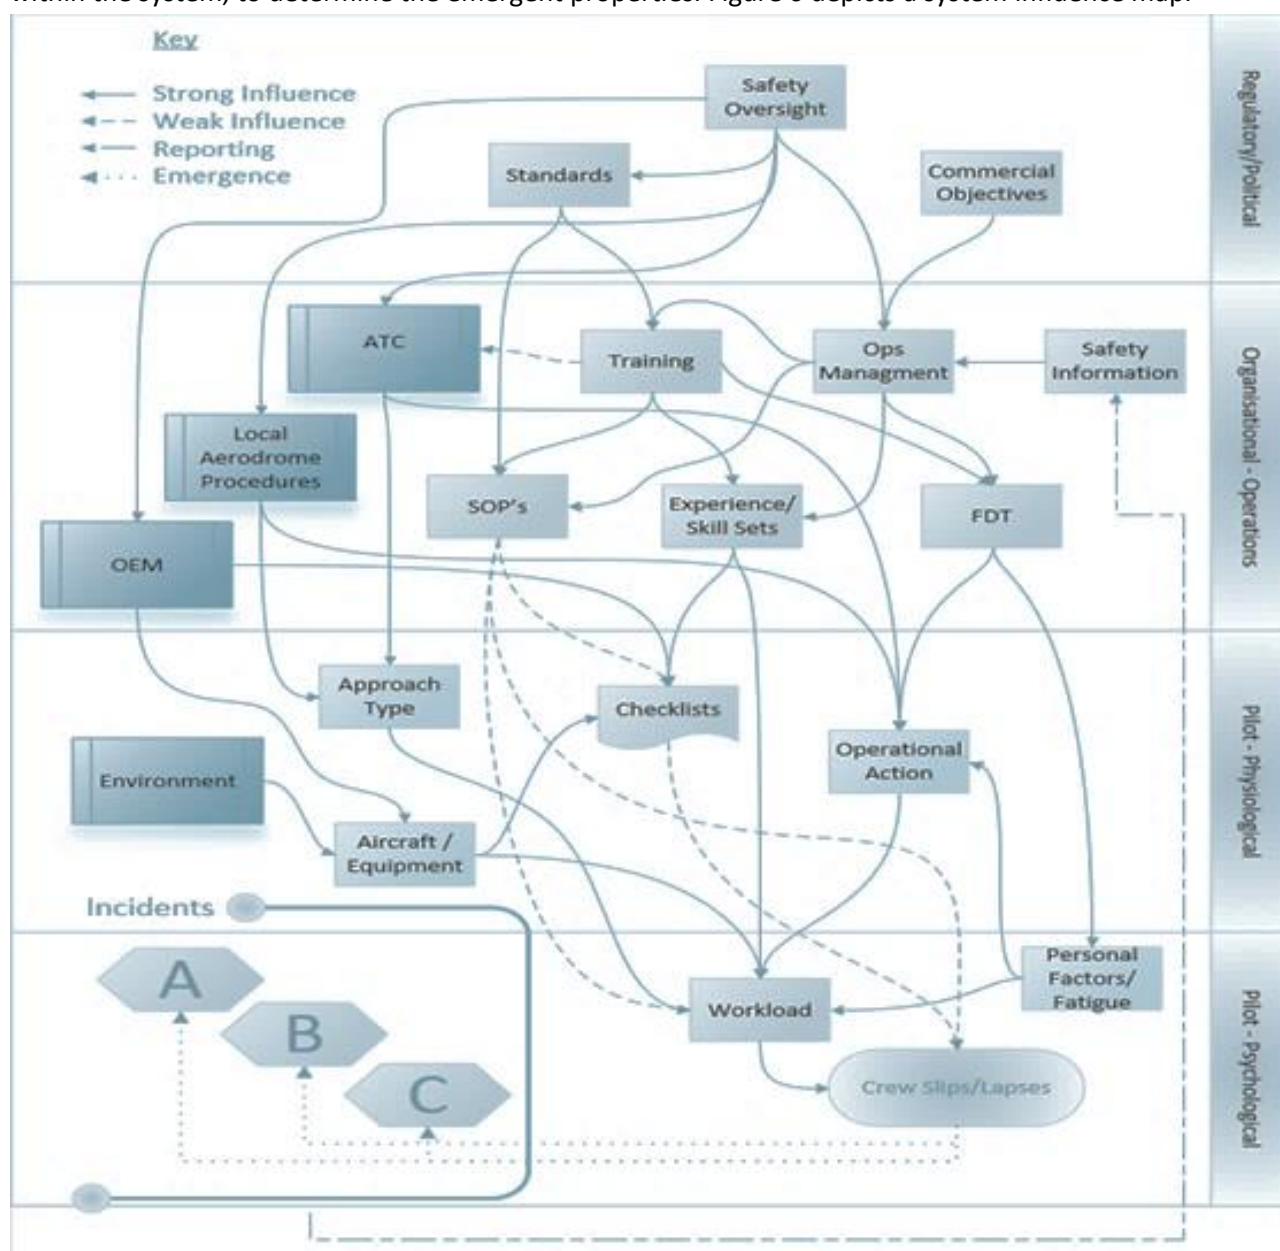 within the system, to determine the emergent properties. Figure 6 depicts a system influence map.
Key
Strong Influence
Weak Influence
Reporting
Emergence
Safety
Oversight
Standards
Commercial
Objectives
Regulatory/Political
ATC
Training
Ops
Managment
Safety
Information
Local
Aerodrome
Procedures
SOP's
Experience/
Skill Sets
FDT
OEM
Organisational - Operations
Approach
Type
Checklists
Operational
Action
Environment
Aircraft /
Equipment
Pilot - Physiological
Incidents
A
B
C
Workload
Personal
Factors/
Fatigue
Crew Slips/Lapses
Pilot - Psychological